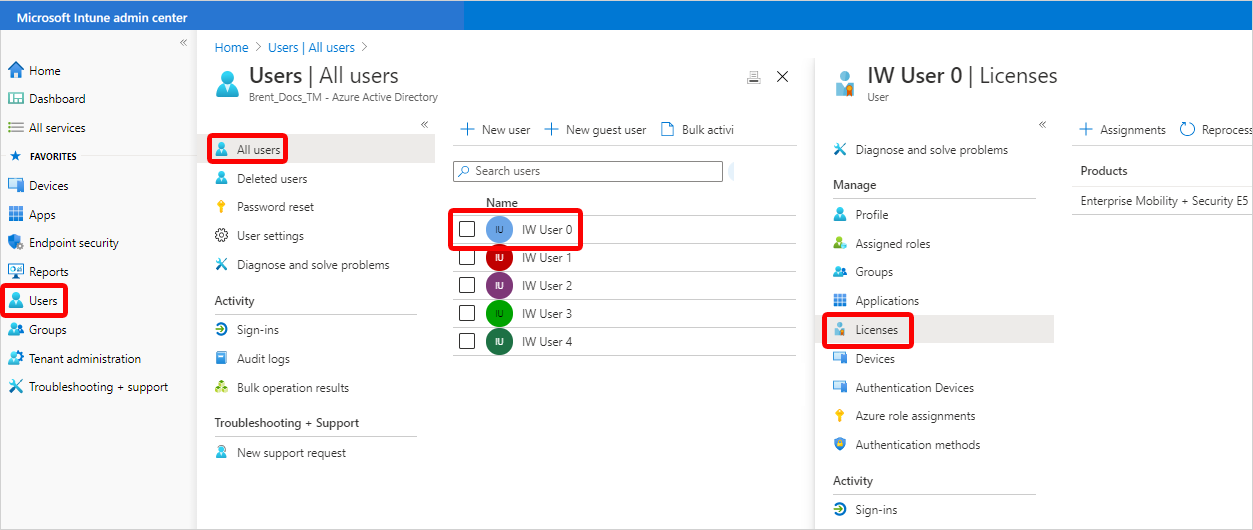 Microsoft Intune admin center
«
Home
Dashboard
All services
FAVORITES
Devices
Apps
Endpoint security
Reports
Users
Groups
Tenant administration
Troubleshooting + support
Home > Users | All users >
Users | All users
Brent_Docs_TM - Azure Active Directory
«
All users
Deleted users
Password reset
User settings
Diagnose and solve problems
Activity
Sign-ins
Audit logs
Bulk operation results
Troubleshooting + Support
New support request
New user
New guest user
Bulk activi
Search users
Name
IU IW User 0
IU IW User 1
IU IW User 2
IU IW User 3
IU IW User 4
IW User 0 | Licenses
User
«
Diagnose and solve problems
Manage
Profile
Assigned roles
Groups
Applications
Licenses
Devices
Authentication Devices
Azure role assignments
Authentication methods
Activity
Sign-ins
Assignments
Reprocess
Products
Enterprise Mobility + Security E5